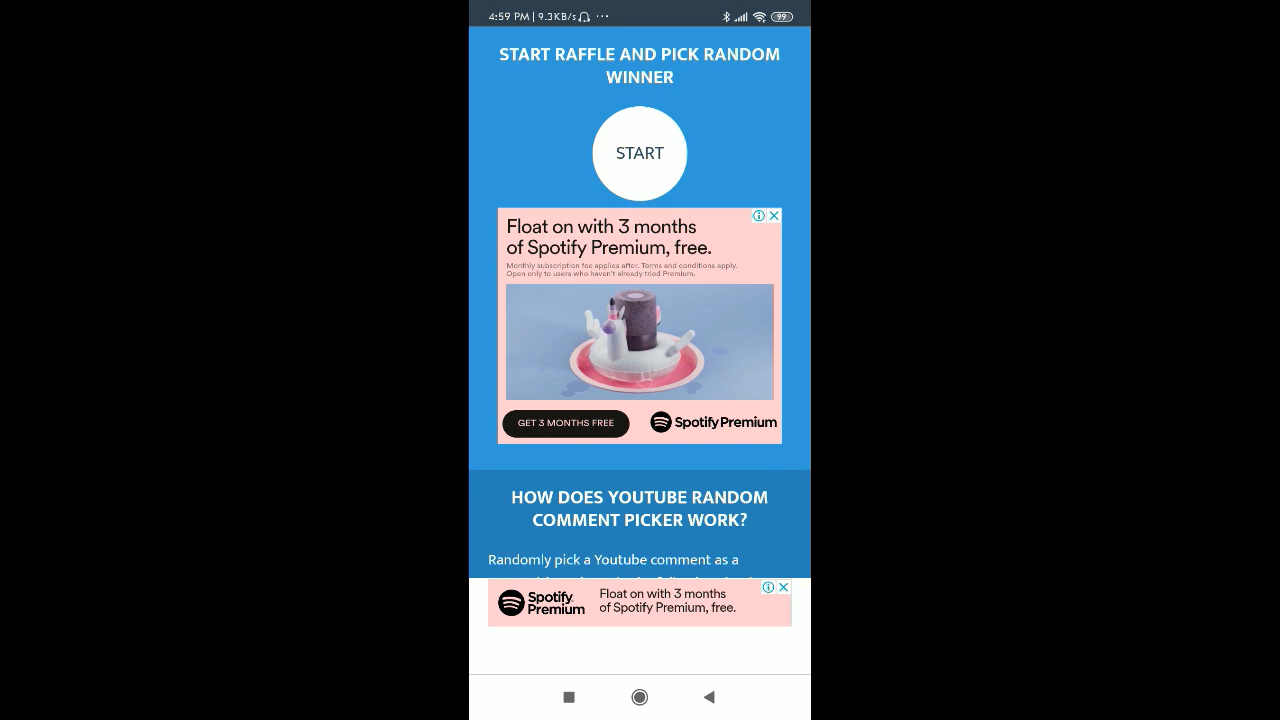 4:59 PM | 9.3KB/s ··· 99
START RAFFLE AND PICK RANDOM
WINNER
START
Float on with 3 months
of Spotify Premium, free.
Monthly subscription fee applies after. Terms and conditions apply.
Open only to users who haven't already tried Premium.
GET 3 MONTHS FREE
Spotify Premium
HOW DOES YOUTUBE RANDOM
COMMENT PICKER WORK?
Randomly pick a Youtube comment as a
Spotify Premium
Float on with 3 months
of Spotify Premium, free.